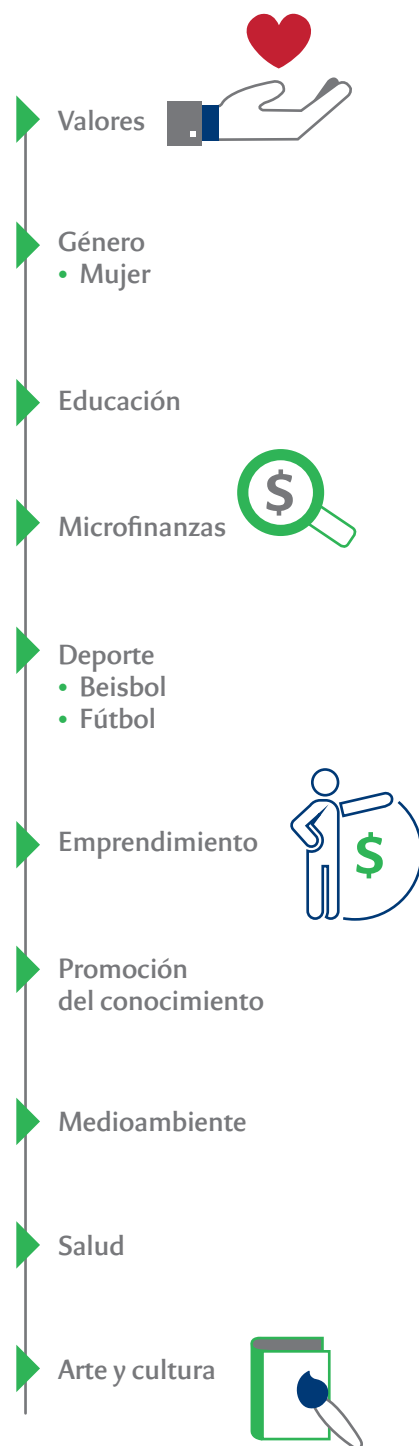 Valores
Género
• Mujer
Educación
Microfinanzas
$
Deporte
• Beisbol
• Fútbol
Emprendimiento
$
Promoción
del conocimiento
Medioambiente
Salud
Arte y cultura